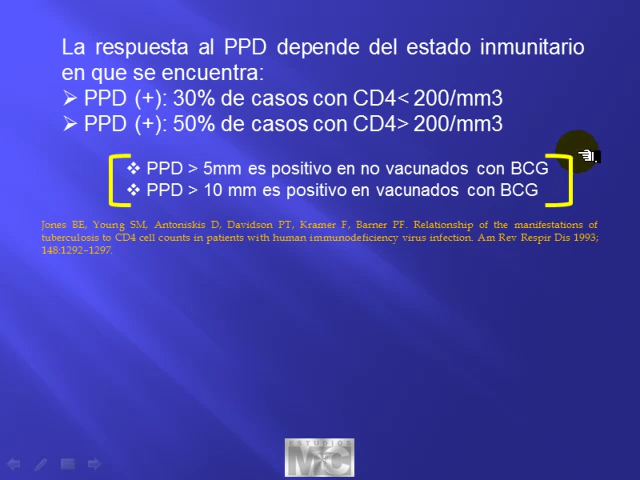 La respuesta al PPD depende del estado inmunitario
en que se encuentra:
➢ PPD (+): 30% de casos con CD4< 200/mm3
➢ PPD (+): 50% de casos con CD4> 200/mm3
❖ PPD > 5mm es positivo en no vacunados con BCG
❖ PPD > 10 mm es positivo en vacunados con BCG
Jones BE, Young SM, Antoniskis D, Davidson PT, Kramer F, Barner PF. Relationship of the manifestations of
tuberculosis to CD4 cell counts in patients with human immunodeficiency virus infection. Am Rev Respir Dis 1993;
148:1292–1297.
ESTUDIOS
MYC